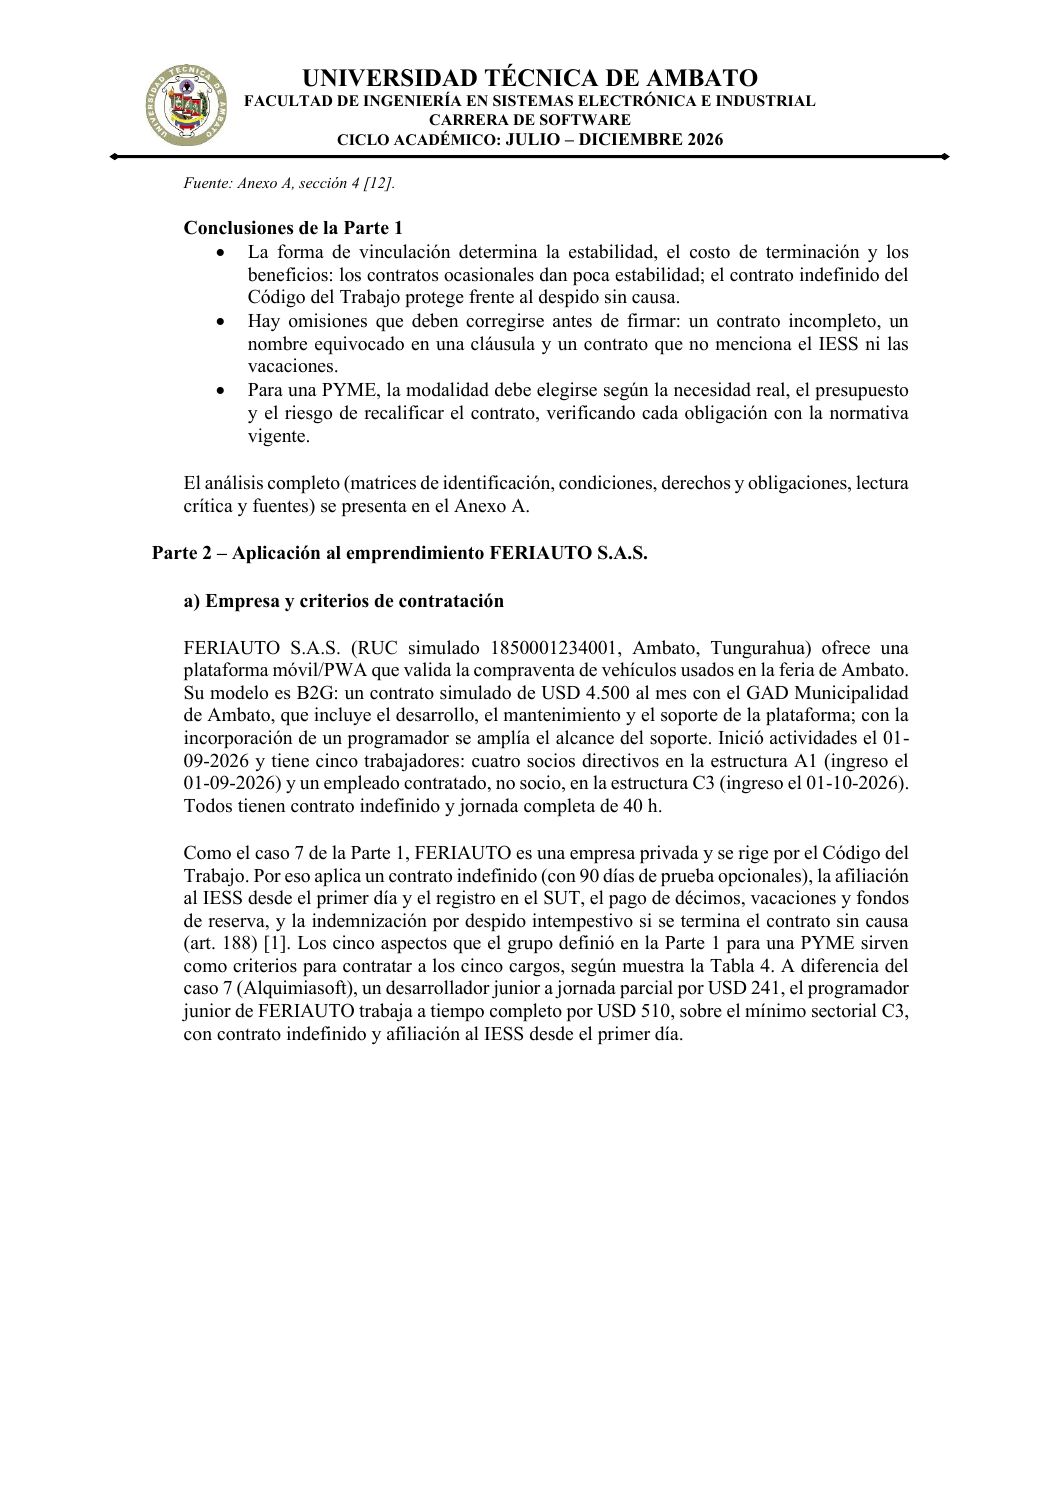 UNIVERSIDAD TÉCNICA DE AMBATO
FACULTAD DE INGENIERÍA EN SISTEMAS ELECTRÓNICA E INDUSTRIAL
CARRERA DE SOFTWARE
CICLO ACADÉMICO: JULIO – DICIEMBRE 2026
UNIVERSIDAD TECNICA DE AMBATO
Fuente: Anexo A, sección 4 [12].
Conclusiones de la Parte 1
• La forma de vinculación determina la estabilidad, el costo de terminación y los
beneficios: los contratos ocasionales dan poca estabilidad; el contrato indefinido del
Código del Trabajo protege frente al despido sin causa.
• Hay omisiones que deben corregirse antes de firmar: un contrato incompleto, un
nombre equivocado en una cláusula y un contrato que no menciona el IESS ni las
vacaciones.
• Para una PYME, la modalidad debe elegirse según la necesidad real, el presupuesto
y el riesgo de recalificar el contrato, verificando cada obligación con la normativa
vigente.
El análisis completo (matrices de identificación, condiciones, derechos y obligaciones, lectura
crítica y fuentes) se presenta en el Anexo A.
Parte 2 – Aplicación al emprendimiento FERIAUTO S.A.S.
a) Empresa y criterios de contratación
FERIAUTO S.A.S. (RUC simulado 1850001234001, Ambato, Tungurahua) ofrece una
plataforma móvil/PWA que valida la compraventa de vehículos usados en la feria de Ambato.
Su modelo es B2G: un contrato simulado de USD 4.500 al mes con el GAD Municipalidad
de Ambato, que incluye el desarrollo, el mantenimiento y el soporte de la plataforma; con la
incorporación de un programador se amplía el alcance del soporte. Inició actividades el 01-
09-2026 y tiene cinco trabajadores: cuatro socios directivos en la estructura A1 (ingreso el
01-09-2026) y un empleado contratado, no socio, en la estructura C3 (ingreso el 01-10-2026).
Todos tienen contrato indefinido y jornada completa de 40 h.
Como el caso 7 de la Parte 1, FERIAUTO es una empresa privada y se rige por el Código del
Trabajo. Por eso aplica un contrato indefinido (con 90 días de prueba opcionales), la afiliación
al IESS desde el primer día y el registro en el SUT, el pago de décimos, vacaciones y fondos
de reserva, y la indemnización por despido intempestivo si se termina el contrato sin causa
(art. 188) [1]. Los cinco aspectos que el grupo definió en la Parte 1 para una PYME sirven
como criterios para contratar a los cinco cargos, según muestra la Tabla 4. A diferencia del
caso 7 (Alquimiasoft), un desarrollador junior a jornada parcial por USD 241, el programador
junior de FERIAUTO trabaja a tiempo completo por USD 510, sobre el mínimo sectorial C3,
con contrato indefinido y afiliación al IESS desde el primer día.